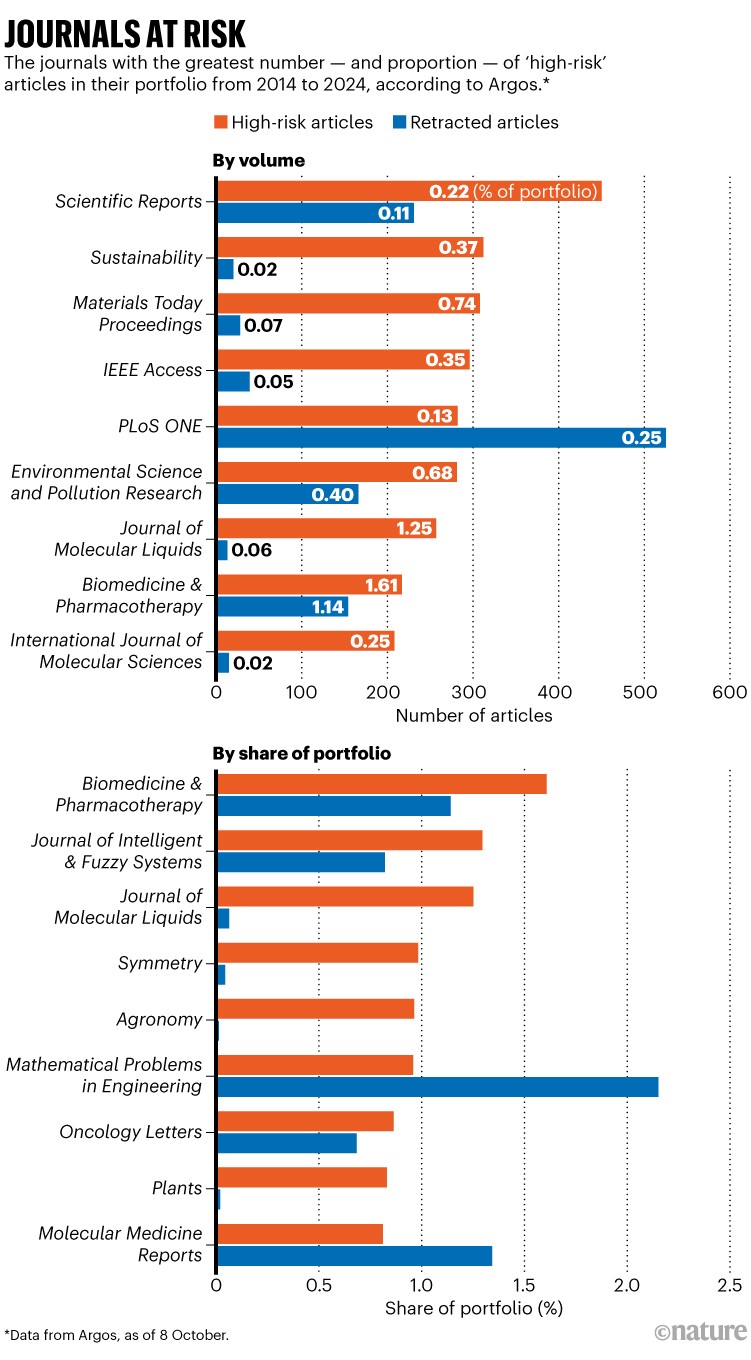 JOURNALS AT RISK
The journals with the greatest number — and proportion — of ‘high-risk’
articles in their portfolio from 2014 to 2024, according to Argos.*
High-risk articles Retracted articles
By volume
Scientific Reports
0.22 (% of portfolio)
0.11
Sustainability
0.37
0.02
Materials Today
Proceedings
0.74
0.07
IEEE Access
0.35
0.05
PLoS ONE
0.13
0.25
Environmental Science
and Pollution Research
0.68
0.40
Journal of
Molecular Liquids
1.25
0.06
Biomedicine &
Pharmacotherapy
1.61
1.14
International Journal of
Molecular Sciences
0.25
0.02
0 100 200 300 400 500 600
Number of articles
By share of portfolio
Biomedicine &
Pharmacotherapy
Journal of Intelligent
& Fuzzy Systems
Journal of
Molecular Liquids
Symmetry
Agronomy
Mathematical Problems
in Engineering
Oncology Letters
Plants
Molecular Medicine
Reports
0 0.5 1.0 1.5 2.0 2.5
Share of portfolio (%)
*Data from Argos, as of 8 October.
©nature